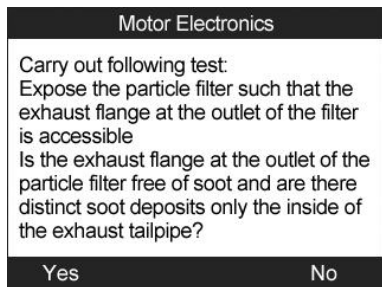 Motor Electronics
Carry out following test:
Expose the particle filter such that the
exhaust flange at the outlet of the filter
is accessible
Is the exhaust flange at the outlet of the
particle filter free of soot and are there
distinct soot deposits only the inside of
the exhaust tailpipe?
Yes No